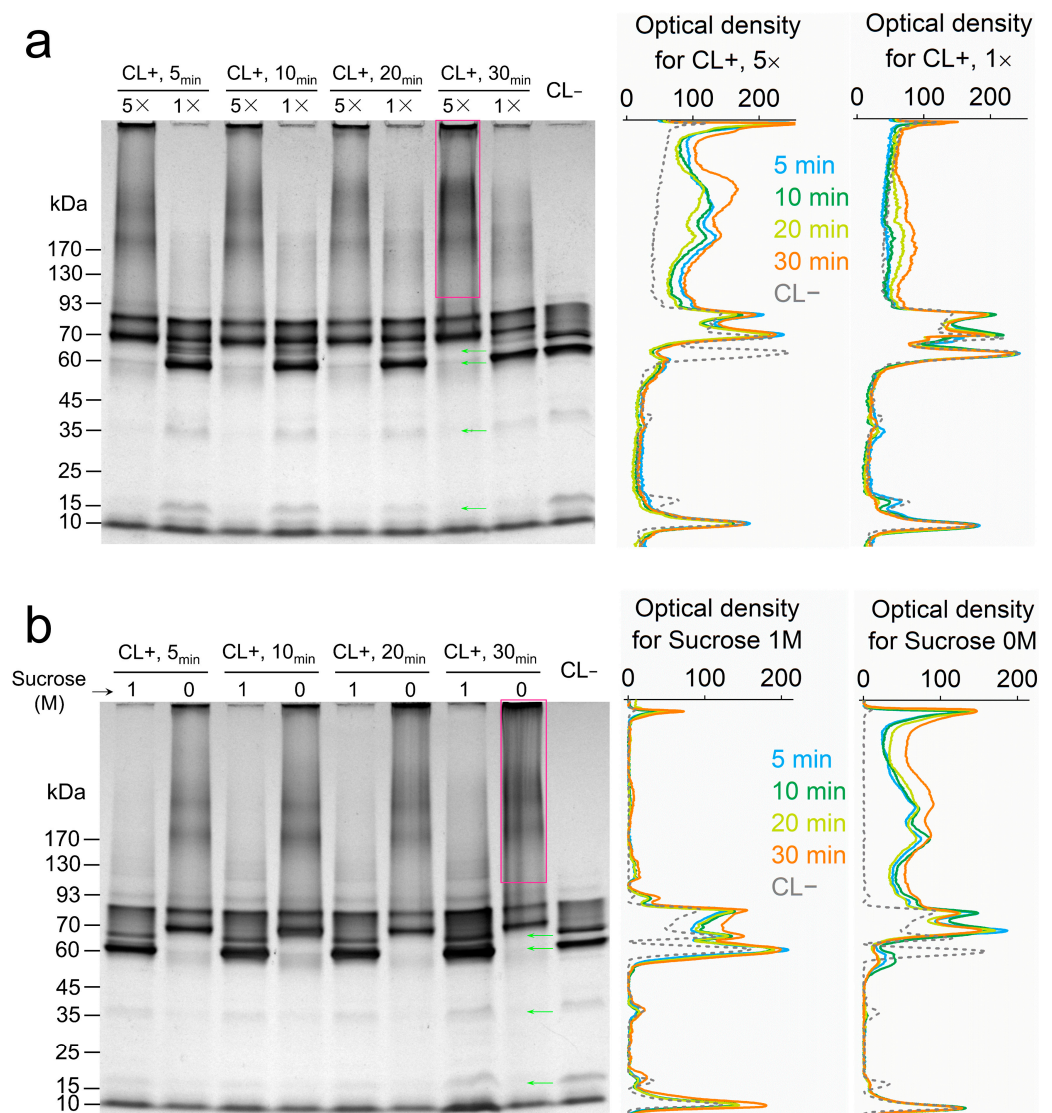 a
CL+, 5min CL+, 10min CL+, 20min CL+, 30min CL−
5× 1× 5× 1× 5× 1× 5× 1×
kDa
170
130
93
70
60
45
35
25
15
10
Optical density
for CL+, 5×
0 100 200
Optical density
for CL+, 1×
0 100 200
5 min
10 min
20 min
30 min
CL−
b
CL+, 5min CL+, 10min CL+, 20min CL+, 30min CL−
Sucrose
(M)
→ 1 0 1 0 1 0 1 0
kDa
170
130
93
70
60
45
35
25
15
10
Optical density
for Sucrose 1M
0 100 200
Optical density
for Sucrose 0M
0 100 200
5 min
10 min
20 min
30 min
CL−